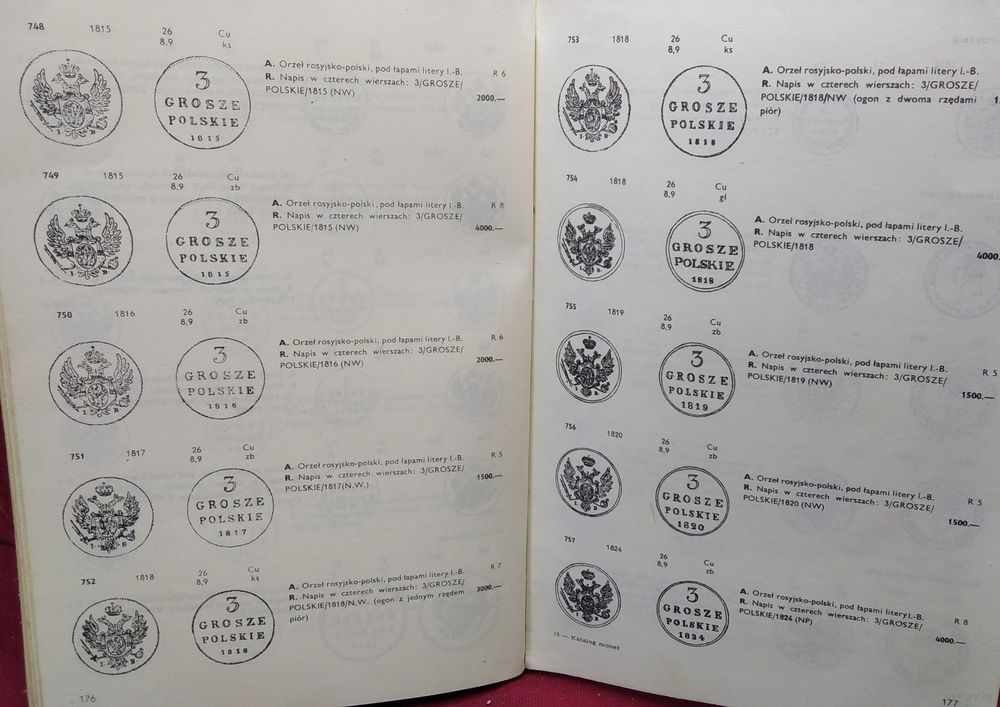 748 1815 26 Cu
8,9 ks
3
GROSZE
POLSKIE
1815
I. B.
A. Orzeł rosyjsko-polski, pod łapami litery I.-B. R 6
R. Napis w czterech wierszach: 3/GROSZE/
POLSKIE/1815 (NW) 2000.—
749 1815 26 Cu
8,9 zb
3
GROSZE
POLSKIE
1815
I. B.
A. Orzeł rosyjsko-polski, pod łapami litery I.-B. R 8
R. Napis w czterech wierszach: 3/GROSZE/
POLSKIE/1815 (NW) 4000.—
750 1816 26 Cu
8,9 zb
3
GROSZE
POLSKIE
1816
I. B.
A. Orzeł rosyjsko-polski, pod łapami litery I.-B. R 6
R. Napis w czterech wierszach: 3/GROSZE/
POLSKIE/1816 (NW) 2000.—
751 1817 26 Cu
8,9 zb
3
GROSZE
POLSKIE
1817
I. B.
A. Orzeł rosyjsko-polski, pod łapami litery I.-B. R 5
R. Napis w czterech wierszach: 3/GROSZE/
POLSKIE/1817(N.W.) 1500.—
752 1818 26 Cu
8,9 ks
3
GROSZE
POLSKIE
1818
I. B.
A. Orzeł rosyjsko-polski, pod łapami litery I.-B. R 7
R. Napis w czterech wierszach: 3/GROSZE/
POLSKIE/1818/N.W. (ogon z jednym rzędem 3000.—
piór)
176
753 1818 26 Cu
8,9 ks
3
GROSZE
POLSKIE
1818
I. B.
A. Orzeł rosyjsko-polski, pod łapami litery I.-B.
R. Napis w czterech wierszach: 3/GROSZE/
POLSKIE/1818/NW (ogon z dwoma rzędami
piór)
754 1818 26 Cu
8,9 gł
3
GROSZE
POLSKIE
1818
I. B.
A. Orzeł rosyjsko-polski, pod łapami litery I.-B.
R. Napis w czterech wierszach: 3/GROSZE/
POLSKIE/1818 4000.
755 1819 26 Cu
8,9 zb
3
GROSZE
POLSKIE
1819
A. Orzeł rosyjsko-polski, pod łapami litery I.-B.
R. Napis w czterech wierszach: 3/GROSZE/ R 5
POLSKIE/1819 (NW) 1500.—
756 1820 26 Cu
8,9 zb
3
GROSZE
POLSKIE
1820
A. Orzeł rosyjsko-polski, pod łapami litery I.-B.
R. Napis w czterech wierszach: 3/GROSZE/ R 5
POLSKIE/1820 (NW) 1500.—
757 1824 26 Cu
8,9 zb
3
GROSZE
POLSKIE
1824
A. Orzeł rosyjsko-polski, pod łapami litery I.-B.
R. Napis w czterech wierszach: 3/GROSZE/ R 8
POLSKIE/1824 (NP) 4000.—
12 — Katalog monet
177